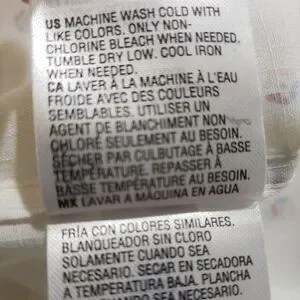 US MACHINE WASH COLD WITH
LIKE COLORS. ONLY NON-
CHLORINE BLEACH WHEN NEEDED.
TUMBLE DRY LOW. COOL IRON
WHEN NEEDED.
CA LAVER À LA MACHINE À L'EAU
FROIDE AVEC DES COULEURS
SEMBLABLES. UTILISER UN
AGENT DE BLANCHIMENT NON
CHLORÉ SEULEMENT AU BESOIN.
SÉCHER PAR CULBUTAGE À BASSE
TEMPÉRATURE. REPASSER À
BASSE TEMPÉRATURE AU BESOIN.
MX LAVAR A MÁQUINA EN AGUA
FRÍA CON COLORES SIMILARES.
BLANQUEADOR SIN CLORO
SOLAMENTE CUANDO SEA
NECESARIO. SECAR EN SECADORA
A TEMPERATURA BAJA. PLANCHA
CUANDO SEA NECESARIO.